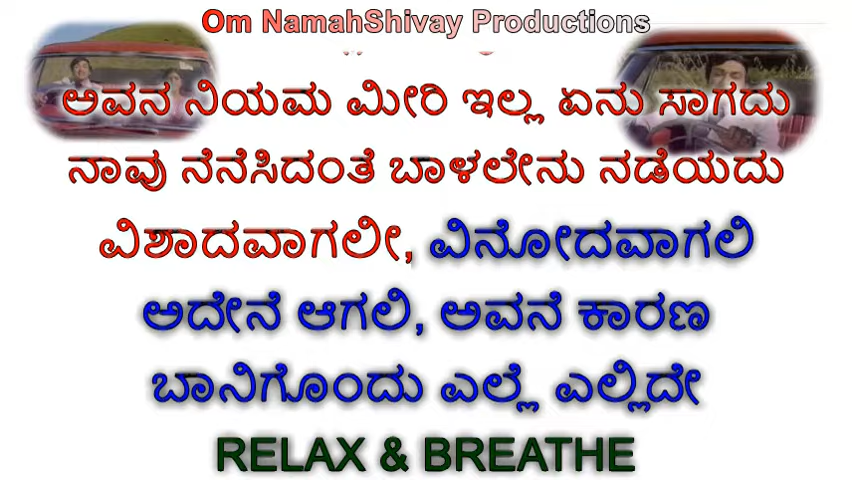 Om NamahShivay Productions
ಅವನ ನಿಯಮ ಮೀರಿ ಇಲ್ಲ ಏನು ಸಾಗದು
ನಾವು ನೆನೆಸಿದಂತೆ ಬಾಳಲೇನು ನಡೆಯದು
ವಿಶಾದವಾಗಲೀ, ವಿನೋದವಾಗಲಿ
ಅದೇನೆ ಆಗಲಿ, ಅವನೆ ಕಾರಣ
ಬಾನಿಗೊಂದು ಎಲ್ಲೆ ಎಲ್ಲಿದೇ
RELAX & BREATHE